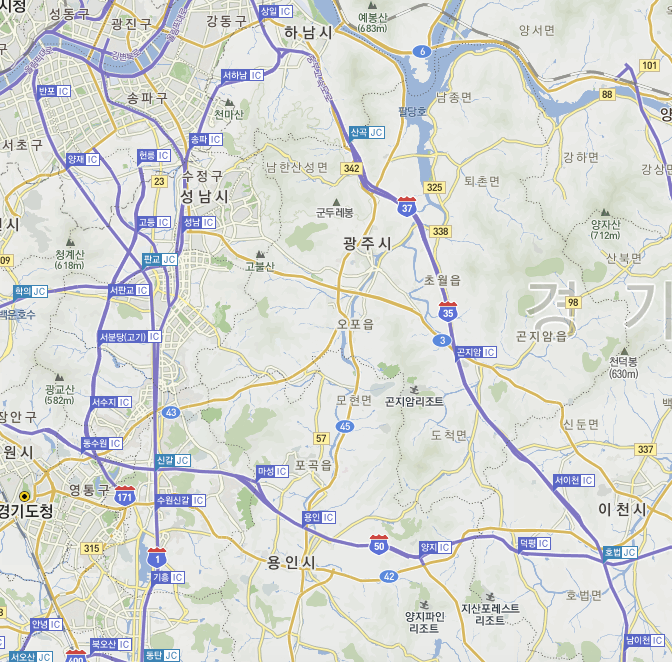 시청
성동구
광진구
강동구
상일 IC
하남시
예봉산
(683m)
6
양서면
101
88
강변북로
반포 IC
서하남 IC
송파구
천마산
팔당호
남종면
산곡 JC
서초구
양재 IC
헌릉 IC
송파 IC
수정구
남한산성면
342
강하면
23
성남시
325
퇴촌면
37
군두레봉
고등 IC
성남 IC
338
양자산
(712m)
청계산
(618m)
광주시
판교 JC
고불산
산북면
09
초월읍
학의 JC
서판교 IC
98
경 기
백운호수
35
오포읍
서분당(고기) IC
3
곤지암읍
곤지암 IC
천덕봉
(630m)
광교산
(582m)
서수지 IC
모현면
곤지암리조트
43
장안구
45
신둔면
도척면
57
동수원 IC
337
원시
신갈 JC
포곡읍
마성 IC
서이천 IC
영통구
171
수원신갈 IC
경기도청
용인 IC
이천시
315
50
양지 IC
덕평 IC
호법 JC
1
용인시
기흥 IC
42
호법면
양지파인
리조트
지산포레스트
리조트
안녕 IC
북오산 IC
남이천 IC
서오산 JC
400
동탄 JC